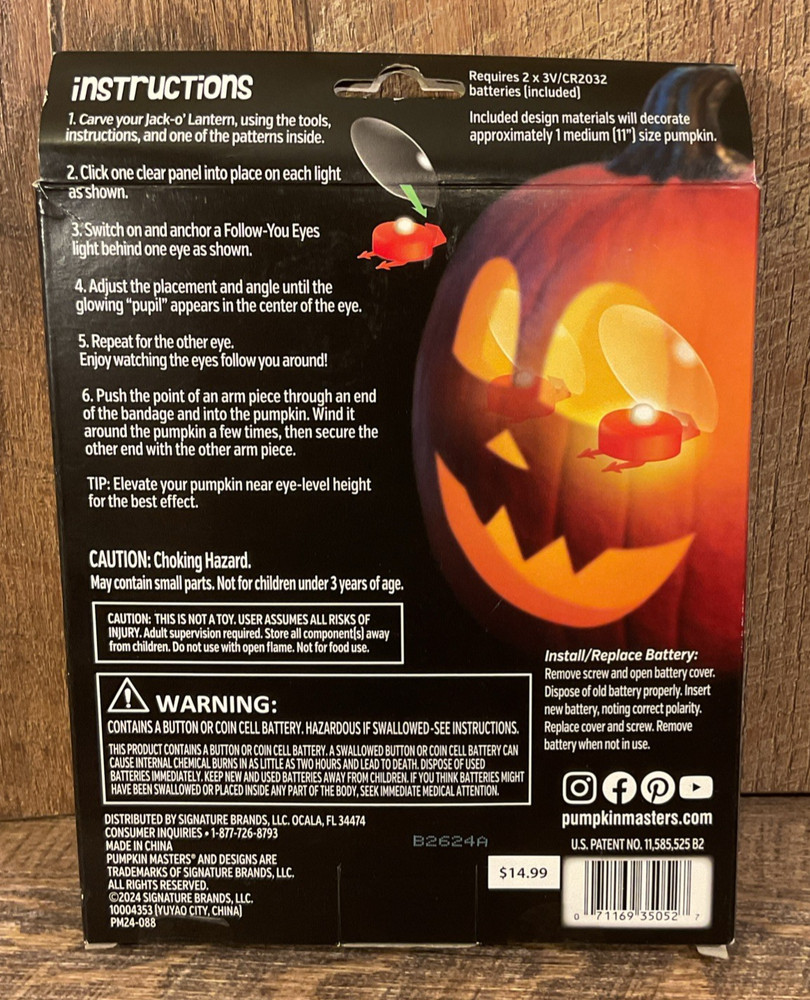 INSTRUCTIONS
1. Carve your Jack-o' Lantern, using the tools,
instructions, and one of the patterns inside.
2. Click one clear panel into place on each light
as shown.
3. Switch on and anchor a Follow-You Eyes
light behind one eye as shown.
4. Adjust the placement and angle until the
glowing "pupil" appears in the center of the eye.
5. Repeat for the other eye.
Enjoy watching the eyes follow you around!
6. Push the point of an arm piece through an end
of the bandage and into the pumpkin. Wind it
around the pumpkin a few times, then secure the
other end with the other arm piece.
TIP: Elevate your pumpkin near eye-level height
for the best effect.
Requires 2 x 3V/CR2032
batteries (included)
Included design materials will decorate
approximately 1 medium (11") size pumpkin.
CAUTION: Choking Hazard.
May contain small parts. Not for children under 3 years of age.
CAUTION: THIS IS NOT A TOY. USER ASSUMES ALL RISKS OF
INJURY. Adult supervision required. Store all component(s) away
from children. Do not use with open flame. Not for food use.
WARNING:
CONTAINS A BUTTON OR COIN CELL BATTERY. HAZARDOUS IF SWALLOWED-SEE INSTRUCTIONS.
THIS PRODUCT CONTAINS A BUTTON OR COIN CELL BATTERY. A SWALLOWED BUTTON OR COIN CELL BATTERY CAN
CAUSE INTERNAL CHEMICAL BURNS IN AS LITTLE AS TWO HOURS AND LEAD TO DEATH. DISPOSE OF USED
BATTERIES IMMEDIATELY. KEEP NEW AND USED BATTERIES AWAY FROM CHILDREN. IF YOU THINK BATTERIES MIGHT
HAVE BEEN SWALLOWED OR PLACED INSIDE ANY PART OF THE BODY, SEEK IMMEDIATE MEDICAL ATTENTION.
Install/Replace Battery:
Remove screw and open battery cover.
Dispose of old battery properly. Insert
new battery, noting correct polarity.
Replace cover and screw. Remove
battery when not in use.
pumpkinmasters.com
U.S. PATENT NO. 11,585,525 B2
DISTRIBUTED BY SIGNATURE BRANDS, LLC. OCALA, FL 34474
CONSUMER INQUIRIES • 1-877-726-8793
MADE IN CHINA
PUMPKIN MASTERS® AND DESIGNS ARE
TRADEMARKS OF SIGNATURE BRANDS, LLC.
ALL RIGHTS RESERVED.
©2024 SIGNATURE BRANDS, LLC.
10004353 (YUYAO CITY, CHINA)
PM24-088
B2624A
$14.99
0 71169 35052 7